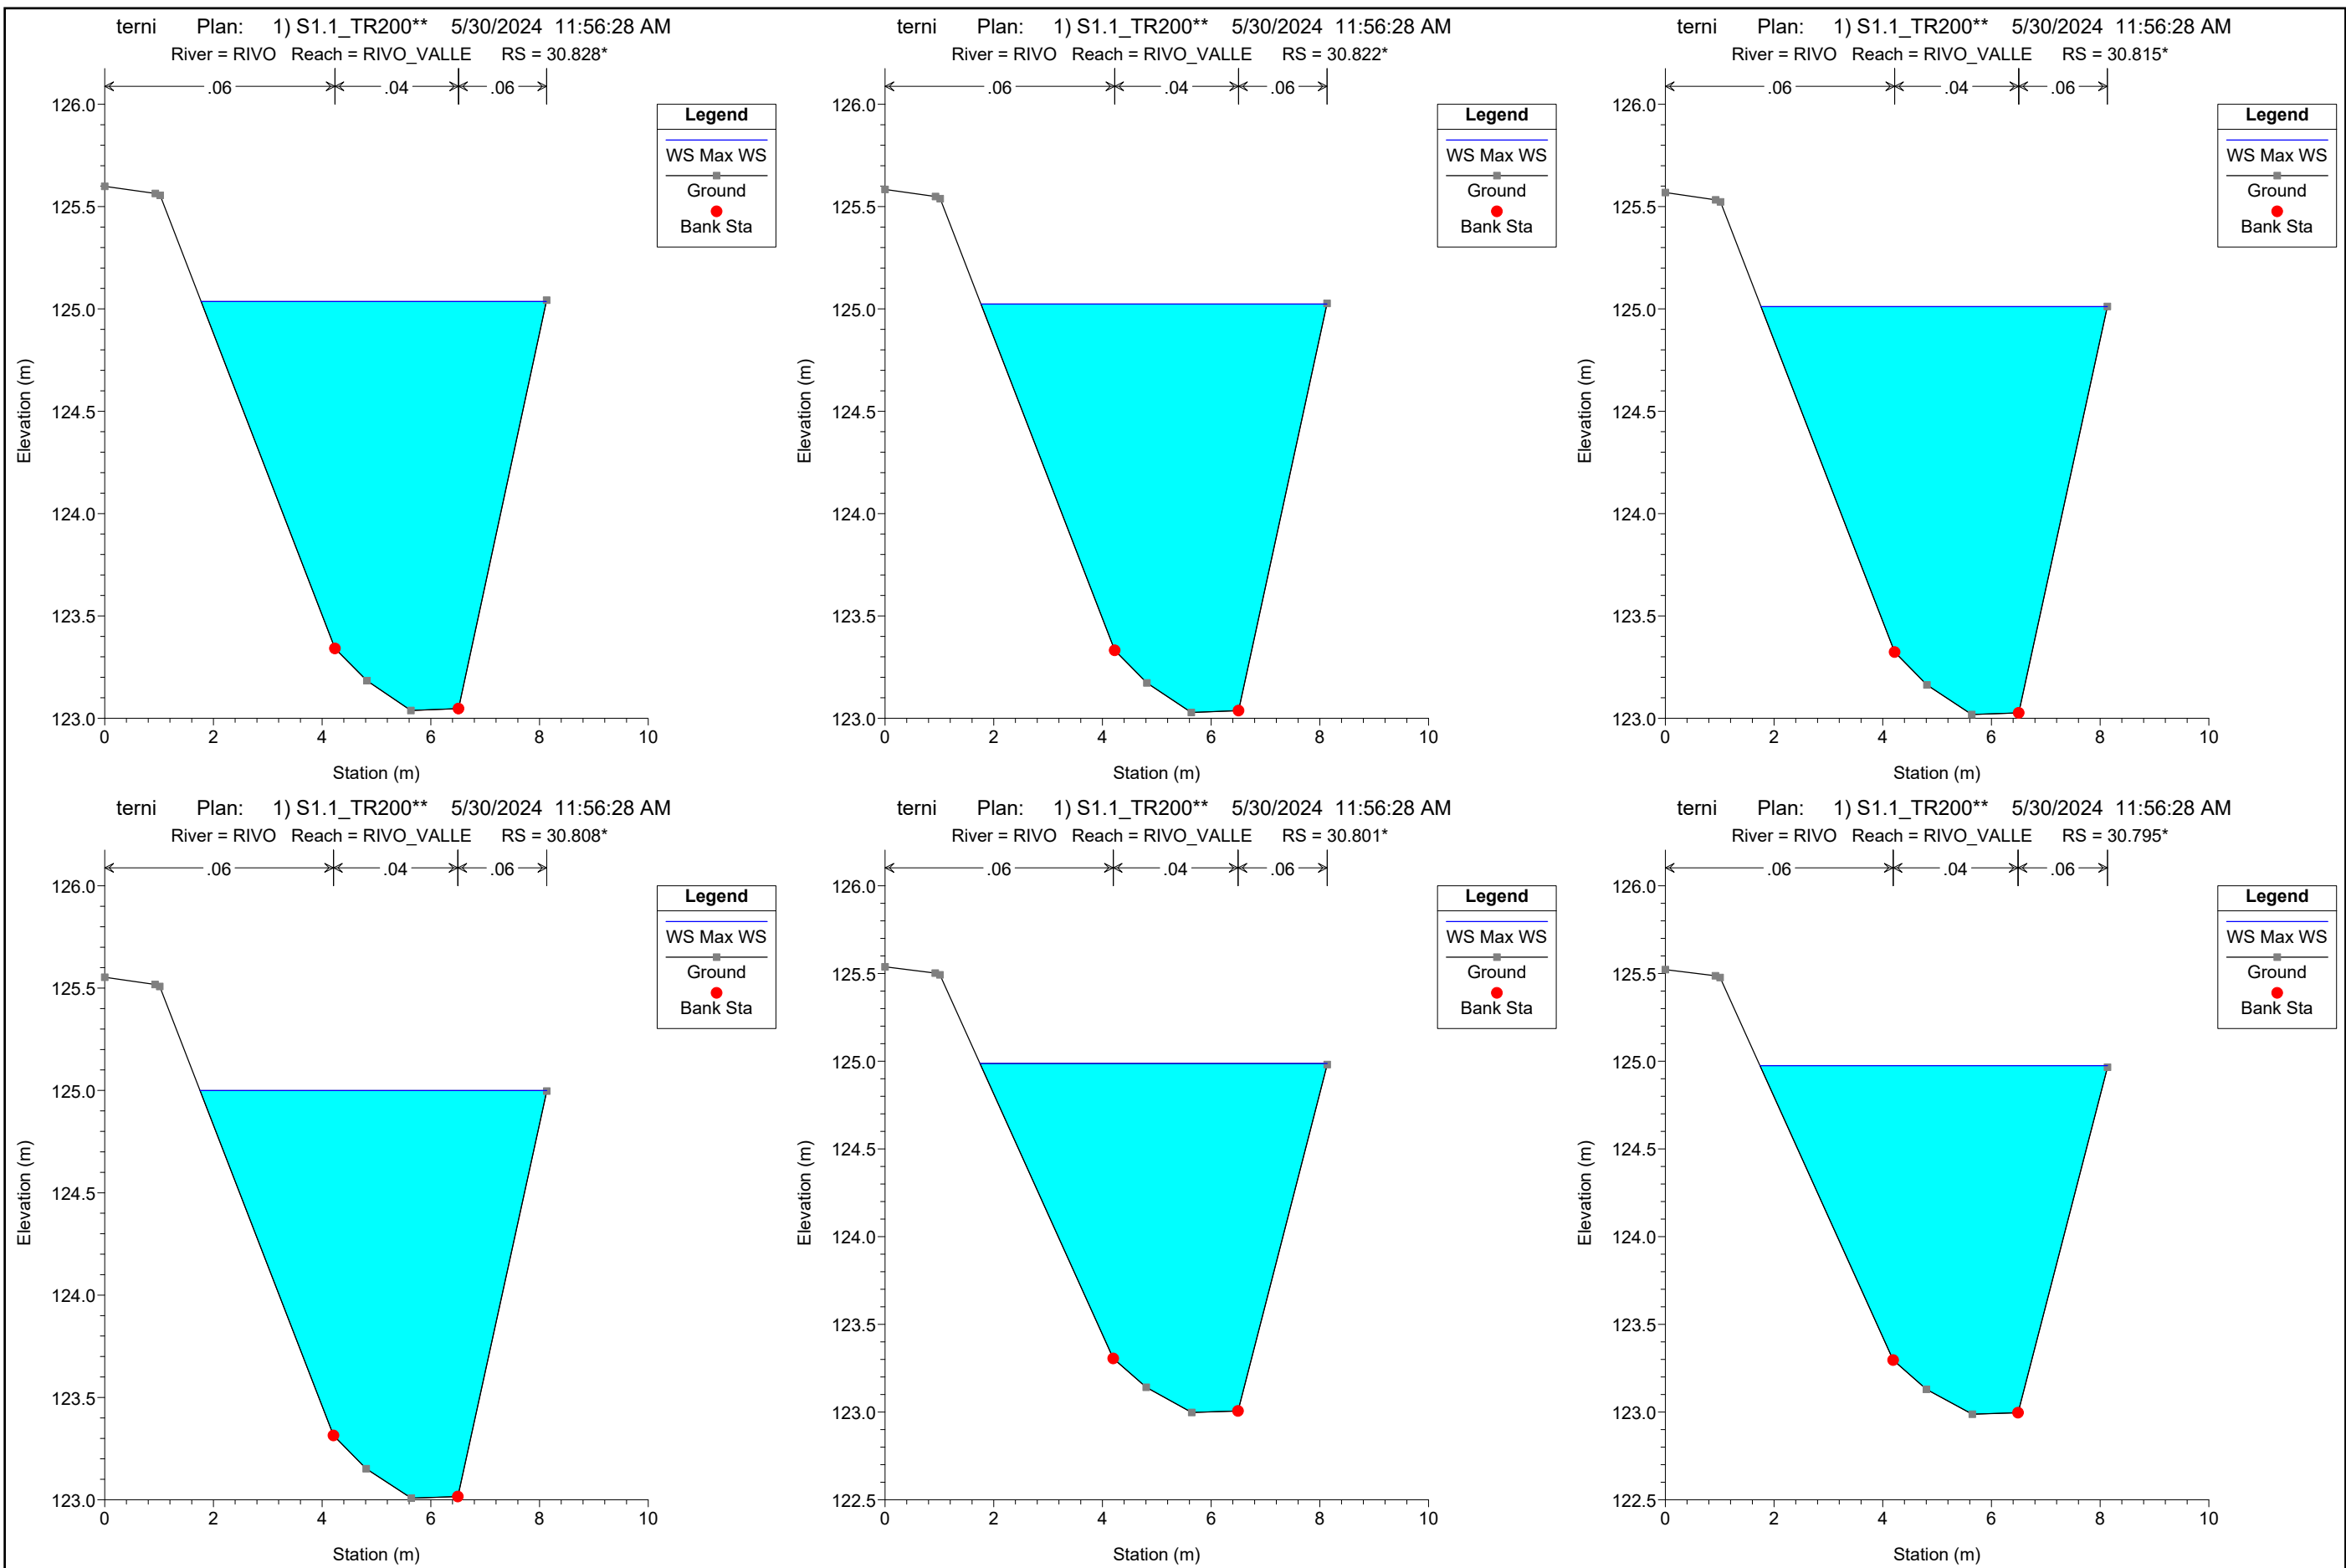 terni Plan: 1) S1.1_TR200** 5/30/2024 11:56:28 AM
River = RIVO Reach = RIVO_VALLE RS = 30.828*
.06 .04 .06
126.0
125.5
125.0
124.5
124.0
123.5
123.0
Elevation (m)
0 2 4 6 8 10
Station (m)
Legend
WS Max WS
Ground
Bank Sta
terni Plan: 1) S1.1_TR200** 5/30/2024 11:56:28 AM
River = RIVO Reach = RIVO_VALLE RS = 30.822*
.06 .04 .06
126.0
125.5
125.0
124.5
124.0
123.5
123.0
Elevation (m)
0 2 4 6 8 10
Station (m)
Legend
WS Max WS
Ground
Bank Sta
terni Plan: 1) S1.1_TR200** 5/30/2024 11:56:28 AM
River = RIVO Reach = RIVO_VALLE RS = 30.815*
.06 .04 .06
126.0
125.5
125.0
124.5
124.0
123.5
123.0
Elevation (m)
0 2 4 6 8 10
Station (m)
Legend
WS Max WS
Ground
Bank Sta
terni Plan: 1) S1.1_TR200** 5/30/2024 11:56:28 AM
River = RIVO Reach = RIVO_VALLE RS = 30.808*
.06 .04 .06
126.0
125.5
125.0
124.5
124.0
123.5
123.0
Elevation (m)
0 2 4 6 8 10
Station (m)
Legend
WS Max WS
Ground
Bank Sta
terni Plan: 1) S1.1_TR200** 5/30/2024 11:56:28 AM
River = RIVO Reach = RIVO_VALLE RS = 30.801*
.06 .04 .06
126.0
125.5
125.0
124.5
124.0
123.5
123.0
122.5
Elevation (m)
0 2 4 6 8 10
Station (m)
Legend
WS Max WS
Ground
Bank Sta
terni Plan: 1) S1.1_TR200** 5/30/2024 11:56:28 AM
River = RIVO Reach = RIVO_VALLE RS = 30.795*
.06 .04 .06
126.0
125.5
125.0
124.5
124.0
123.5
123.0
122.5
Elevation (m)
0 2 4 6 8 10
Station (m)
Legend
WS Max WS
Ground
Bank Sta